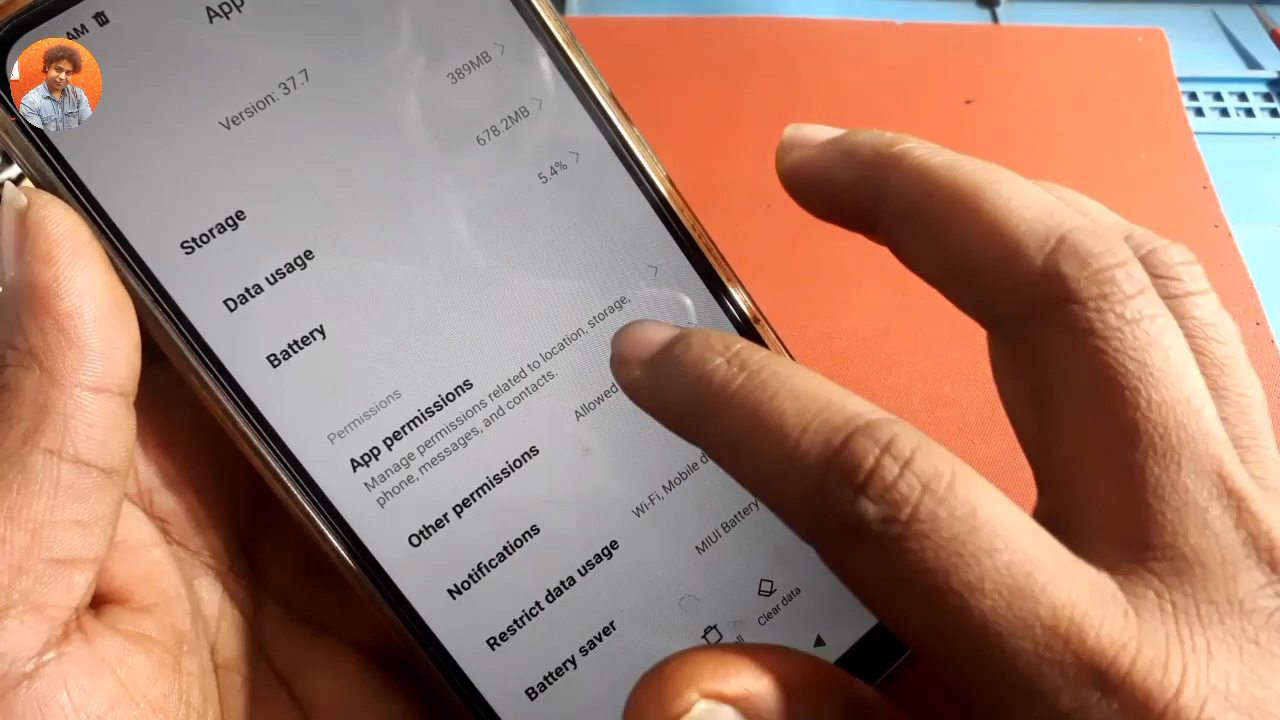 AM
App
Version: 37.7
Storage
389MB
Data usage
678.2MB
Battery
5.4%
Permissions
App permissions
Manage permissions related to location, storage,
phone, messages, and contacts.
Other permissions
Notifications
Allowed
Restrict data usage
Wi-Fi, Mobile
Battery saver
MIUI Battery
Clear data